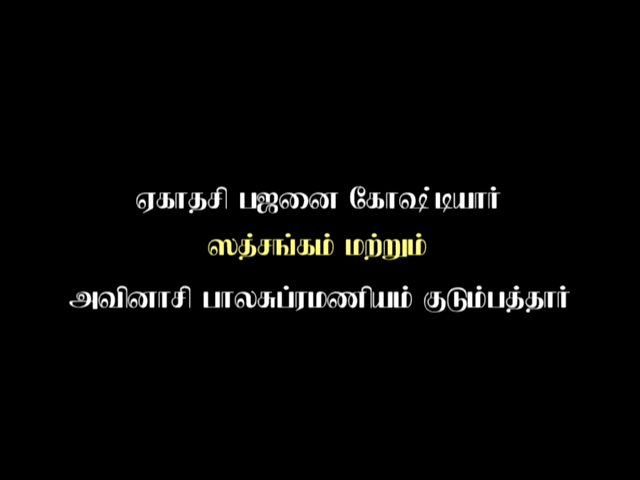 ஏகாதசி பஜனை கோஷ்டியார்
ஸத்சங்கம் மற்றும்
அவினாசி பாலசுப்ரமணியம் குடும்பத்தார்